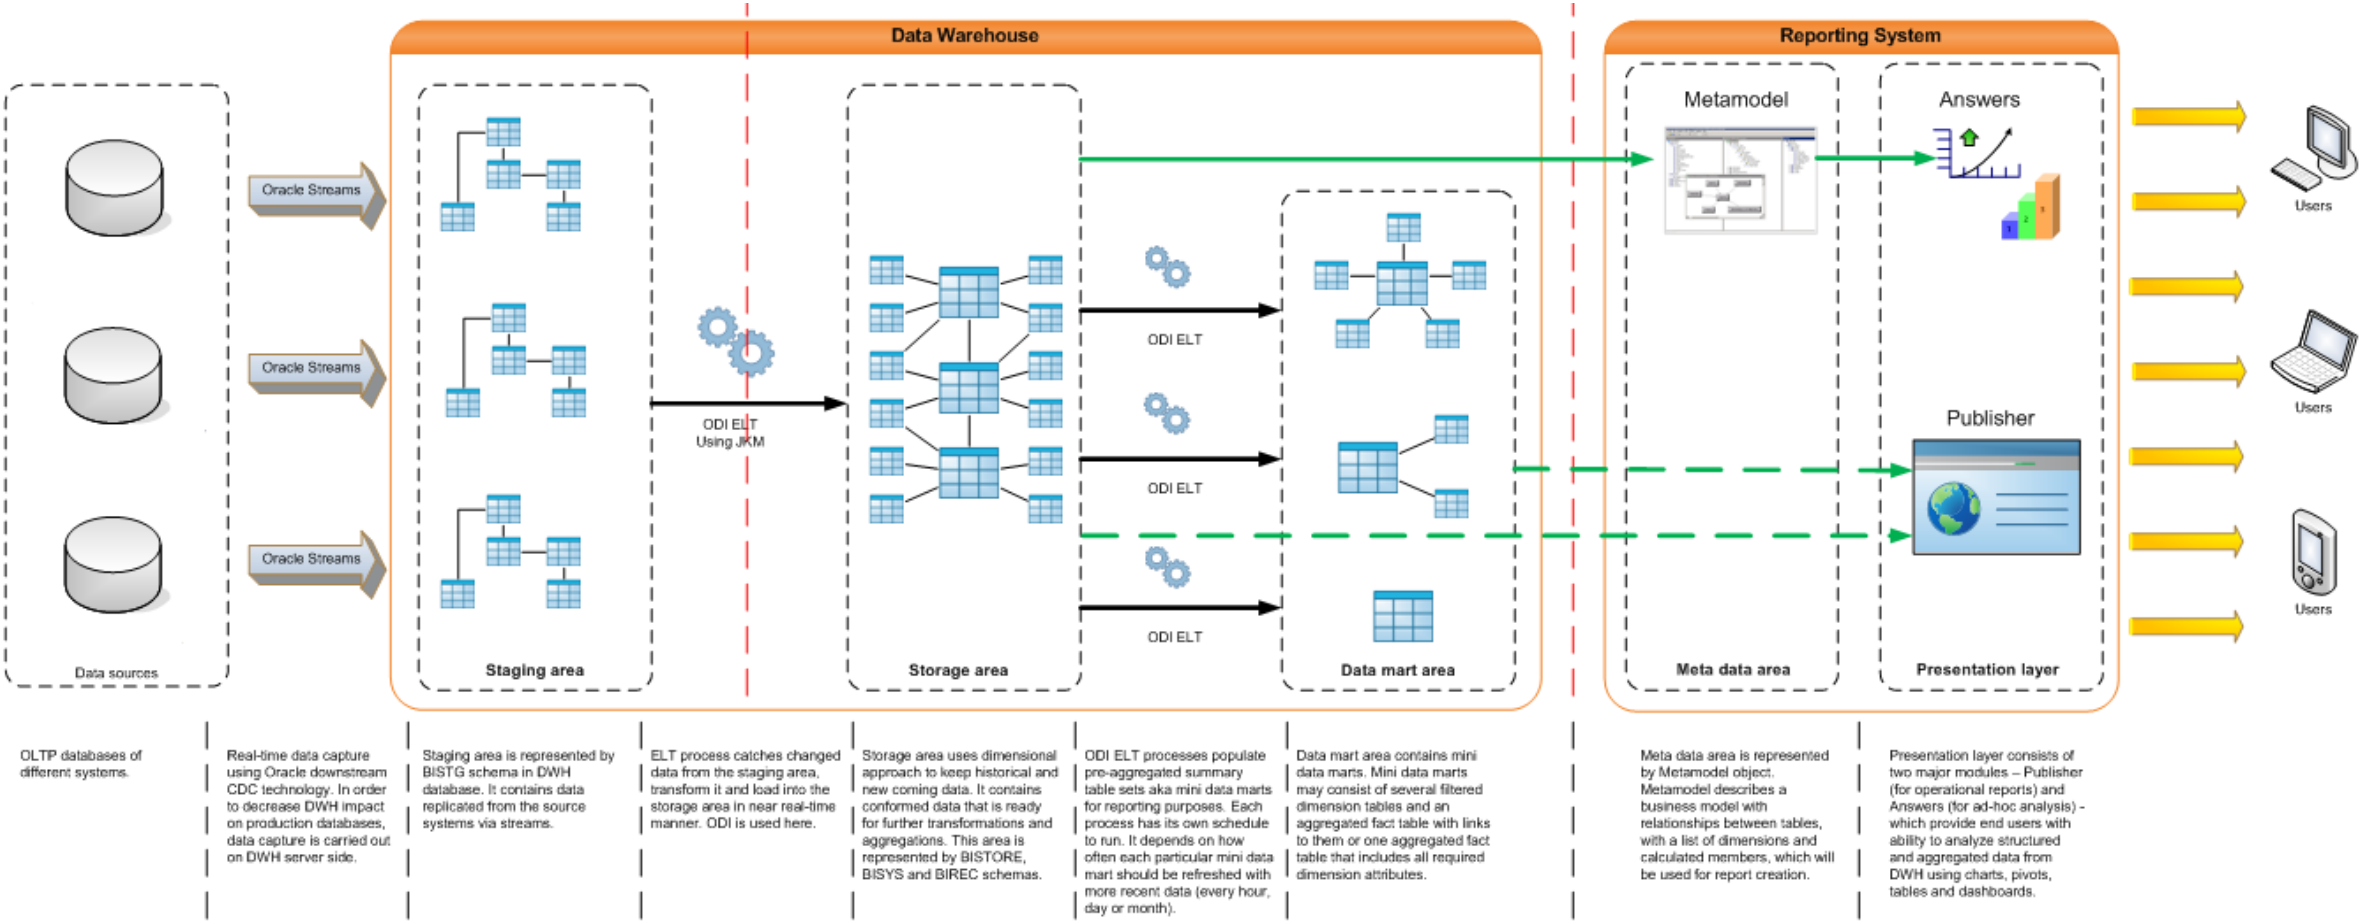 Data Warehouse
Reporting System
Metamodel
Answers
Oracle Streams
Users
1
2
3
ODI ELT
Oracle Streams
ODI ELT
Using JKM
Users
Publisher
ODI ELT
Oracle Streams
Users
ODI ELT
Data sources
Staging area
Storage area
Data mart area
Meta data area
Presentation layer
OLTP databases of
different systems.
Real-time data capture
using Oracle downstream
CDC technology. In order
to decrease DWH impact
on production databases,
data capture is carried out
on DWH server side.
Staging area is represented by
BISTG schema in DWH
database. It contains data
replicated from the source
systems via streams.
ELT process catches changed
data from the staging area,
transform it and load into the
storage area in near real-time
manner. ODI is used here.
Storage area uses dimensional
approach to keep historical and
new coming data. It contains
conformed data that is ready
for further transformations and
aggregations. This area is
represented by BISTORE,
BISYS and BIREC schemas.
ODI ELT processes populate
pre-aggregated summary
table sets aka mini data marts
for reporting purposes. Each
process has its own schedule
to run. It depends on how
often each particular mini data
mart should be refreshed with
more recent data (every hour,
day or month).
Data mart area contains mini
data marts. Mini data marts
may consist of several filtered
dimension tables and an
aggregated fact table with links
to them or one aggregated fact
table that includes all required
dimension attributes.
Meta data area is represented
by Metamodel object.
Metamodel describes a
business model with
relationships between tables,
with a list of dimensions and
calculated members, which will
be used for report creation.
Presentation layer consists of
two major modules – Publisher
(for operational reports) and
Answers (for ad-hoc analysis) -
which provide end users with
ability to analyze structured
and aggregated data from
DWH using charts, pivots,
tables and dashboards.